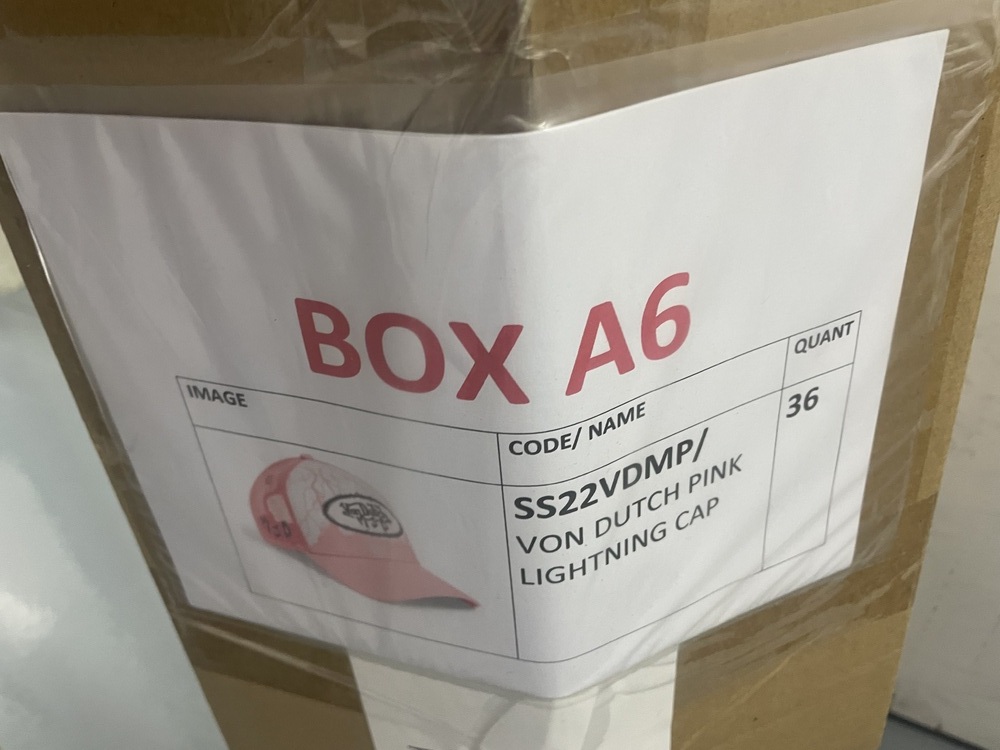 BOX A6
IMAGE
CODE/ NAME
QUANT
SS22VDMP/
VON DUTCH PINK
LIGHTNING CAP
36